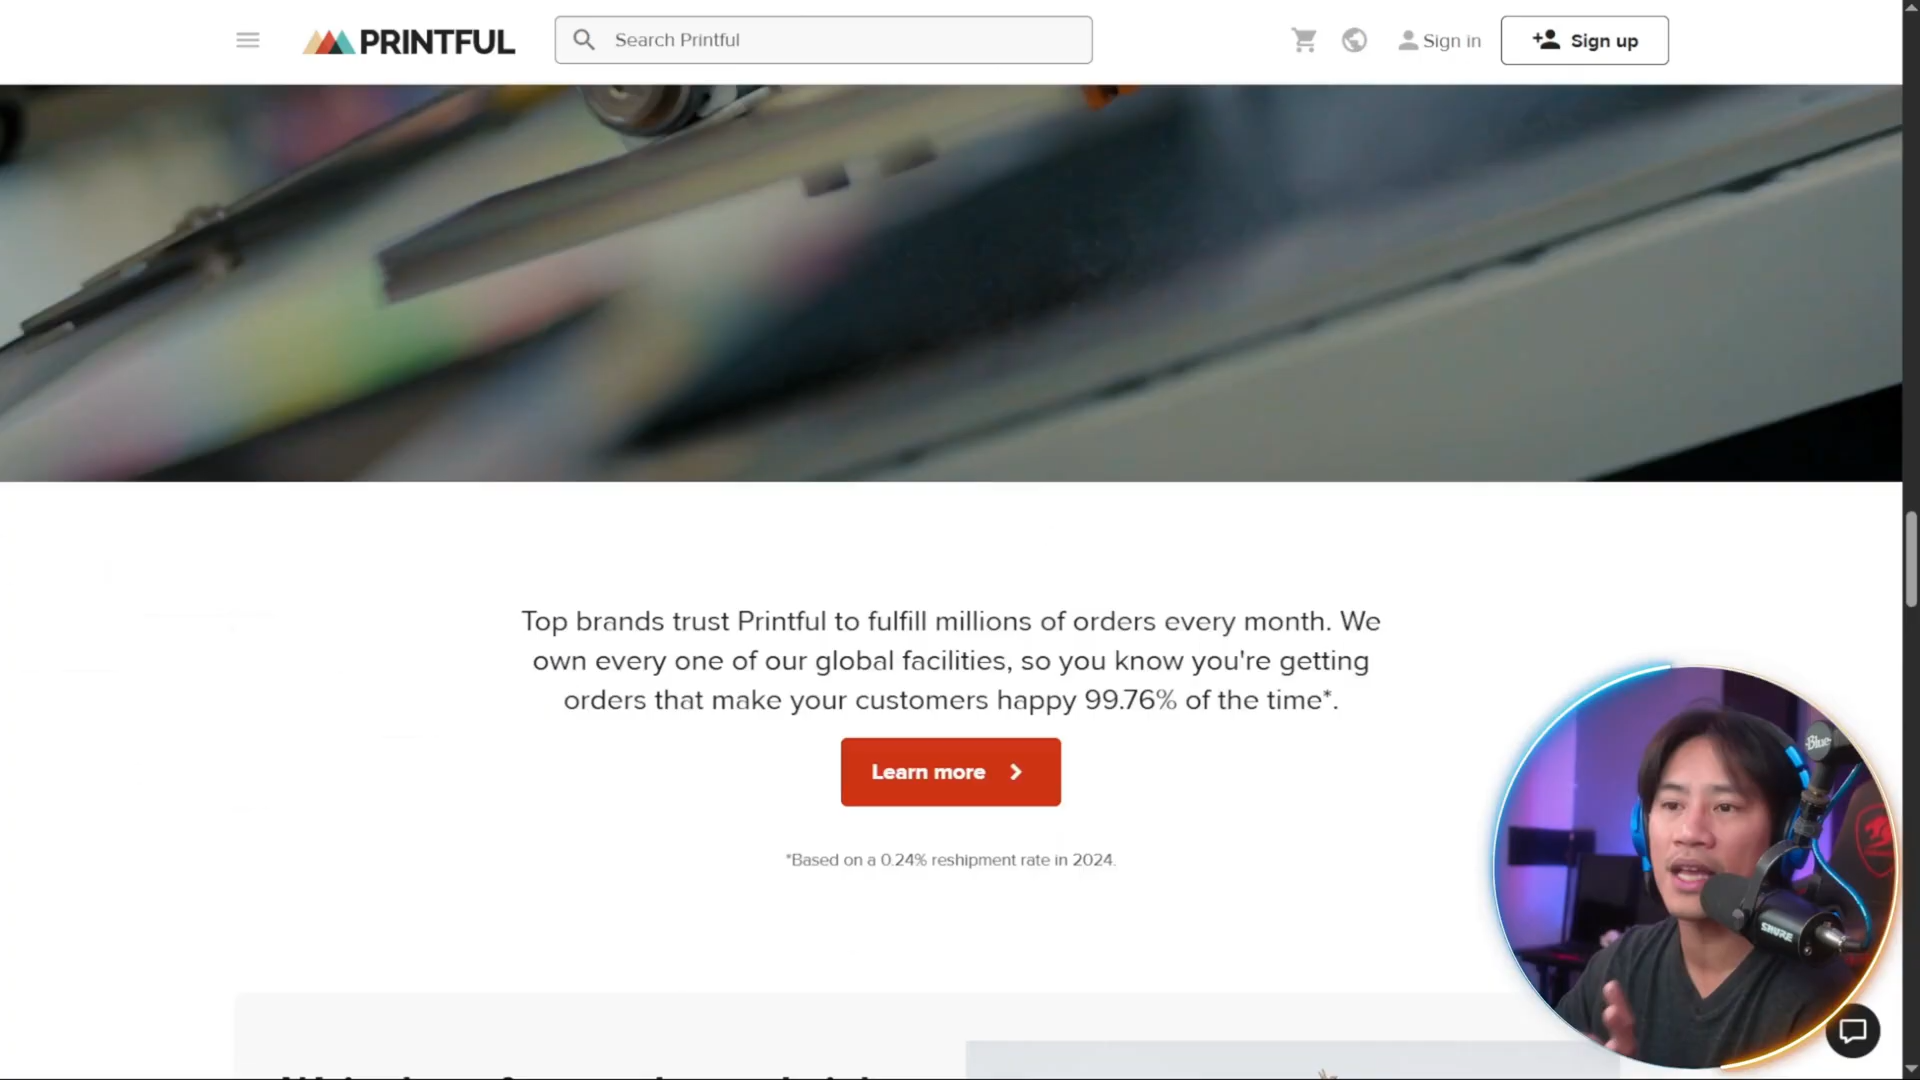 PRINTFUL
Search Printful
Sign in
Sign up
Top brands trust Printful to fulfill millions of orders every month. We
own every one of our global facilities, so you know you're getting
orders that make your customers happy 99.76% of the time*.
Learn more
*Based on a 0.24% reshipment rate in 2024.
Blue
SHURE